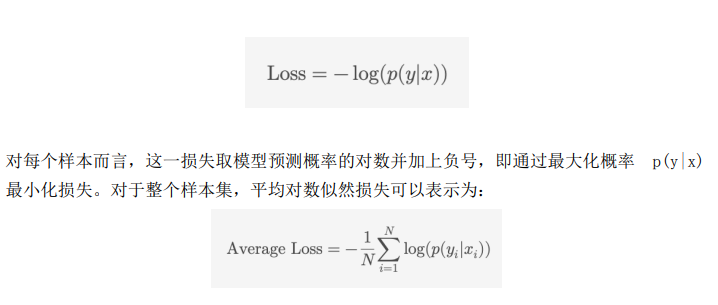 Loss = − log(p(y|x))
对每个样本而言，这一损失取模型预测概率的对数并加上负号，即通过最大化概率 p(y|x)
最小化损失。对于整个样本集，平均对数似然损失可以表示为：
Average Loss = −\frac{1}{N}\sum_{i=1}^{N} log(p(y_i|x_i))